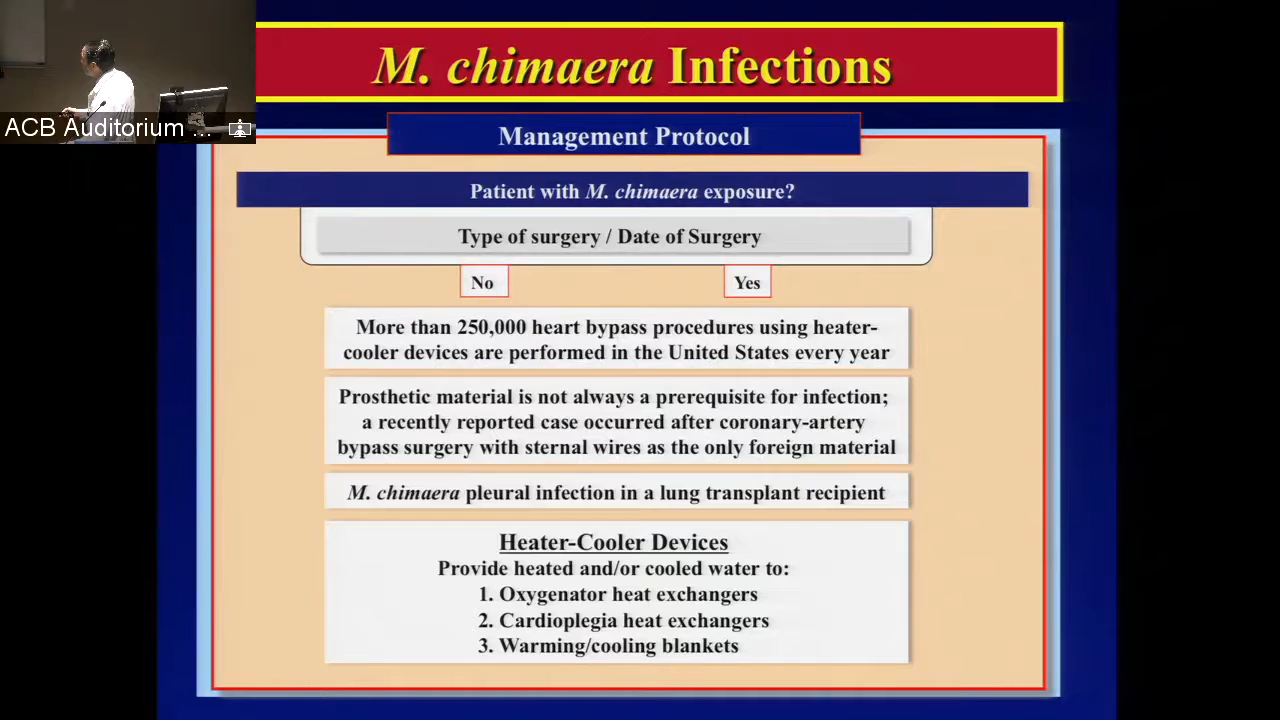 M. chimaera Infections
ACB Auditorium ...
Management Protocol
Patient with M. chimaera exposure?
Type of surgery / Date of Surgery
No
Yes
More than 250,000 heart bypass procedures using heater-
cooler devices are performed in the United States every year
Prosthetic material is not always a prerequisite for infection;
a recently reported case occurred after coronary-artery
bypass surgery with sternal wires as the only foreign material
M. chimaera pleural infection in a lung transplant recipient
Heater-Cooler Devices
Provide heated and/or cooled water to:
1. Oxygenator heat exchangers
2. Cardioplegia heat exchangers
3. Warming/cooling blankets